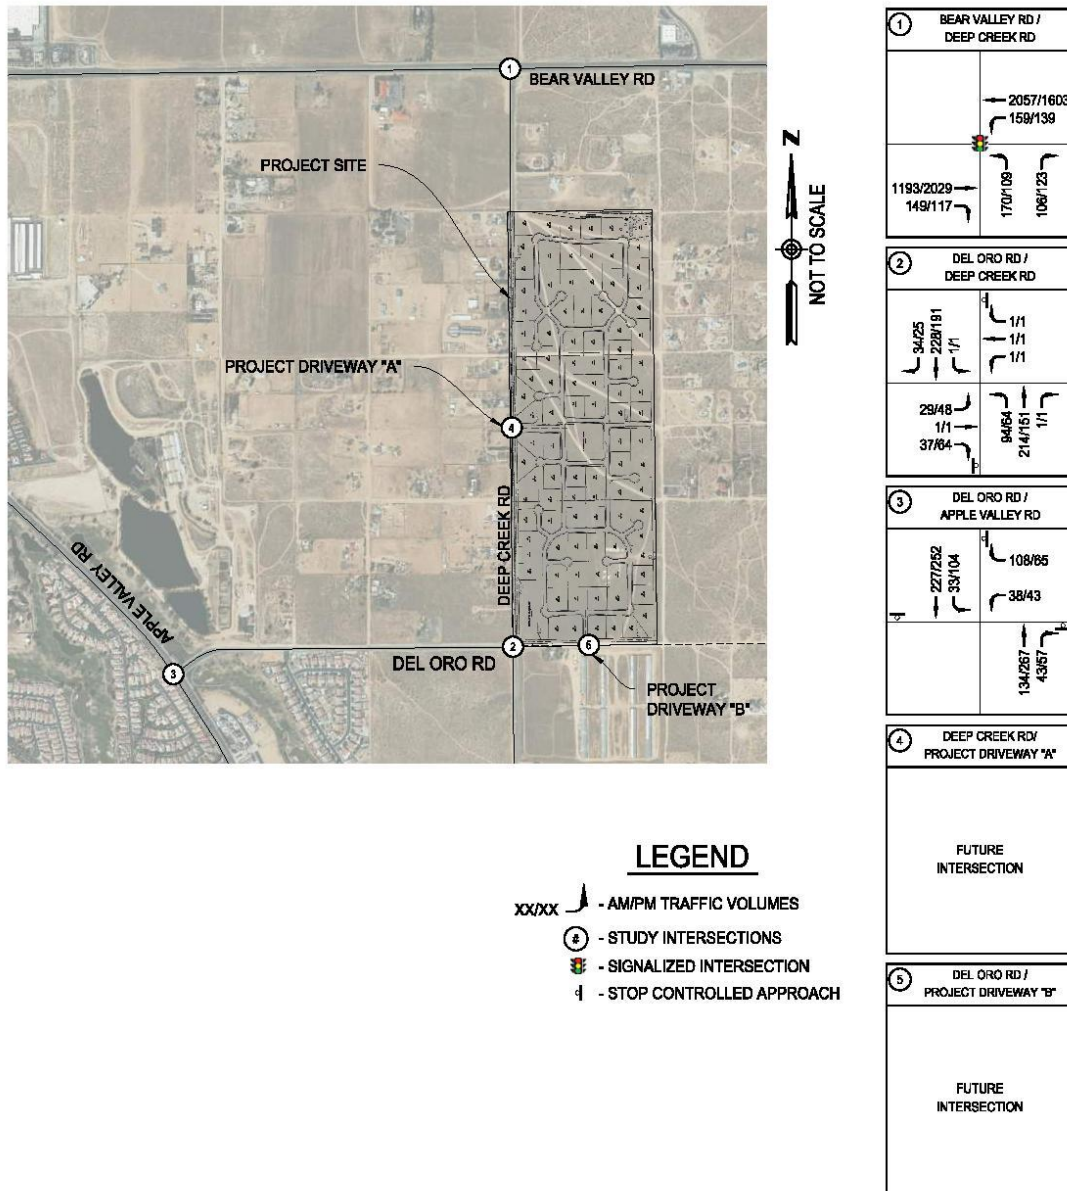 BEAR VALLEY RD
PROJECT SITE
PROJECT DRIVEWAY "A"
DEEP CREEK RD
APPLE VALLEY RD
DEL ORO RD
PROJECT
DRIVEWAY "B"
1
4
2
5
3
N
NOT TO SCALE
LEGEND
XX/XX - AM/PM TRAFFIC VOLUMES
# - STUDY INTERSECTIONS
- SIGNALIZED INTERSECTION
- STOP CONTROLLED APPROACH
1 BEAR VALLEY RD /
DEEP CREEK RD
2057/1603
159/139
1193/2029
149/117
170/109
106/123
2 DEL ORO RD /
DEEP CREEK RD
34/25
228/191
1/1
1/1
1/1
1/1
29/48
1/1
37/64
94/64
214/151
1/1
3 DEL ORO RD /
APPLE VALLEY RD
227/252
33/104
108/65
38/43
134/267
43/57
4 DEEP CREEK RD/
PROJECT DRIVEWAY "A"
FUTURE
INTERSECTION
5 DEL ORO RD /
PROJECT DRIVEWAY "B"
FUTURE
INTERSECTION